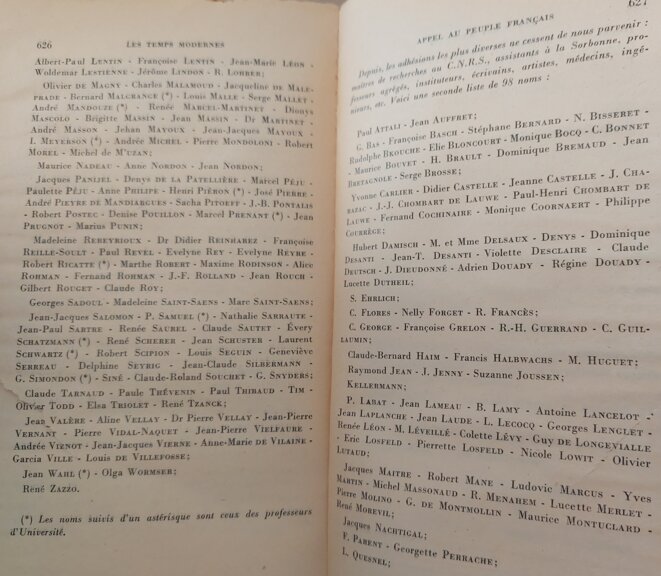 626 LES TEMPS MODERNES
Albert-Paul LENTIN - Françoise LENTIN - Jean-Marie LÉON -
Woldemar LESTIENNE - Jérôme LINDON - R. LOHRER;
Olivier DE MAGNY - Charles MALAMOUD - Jacqueline DE MALE-
PRADE - Bernard MALGRANGE (*) - Louis MALLE - Serge MALLET -
André MANDOUZE (*) - Renée MARCEL-MARTINET - Dionys
MASCOLO - Brigitte MASSIN - Jean MASSIN - Dr MARTINET -
André MASSON - Jehan MAYOUX - Jean-Jacques MAYOUX -
I. MEYERSON (*) - Andrée MICHEL - Pierre MONDOLONI - Robert
MOREL - Michel DE M'UZAN;
Maurice NADEAU - Anne NORDON - Jean NORDON;
Jacques PANIJEL - Denys DE LA PATELLIÈRE - Marcel PÉJU -
Paulette PÉJU - Anne PHILIPE - Henri PIÉRON (*) - José PIERRE -
André PIEYRE DE MANDIARGUES - Sacha PITOEFF - J.-B. PONTALIS
- Robert POSTEC - Denise POUILLON - Marcel PRENANT (*) - Jean
PRUGNOT - Marius PUNIN;
Madeleine REBEYRIOUX - Dr Didier REINHAREZ - Françoise
REILLE-SOULT - Paul REVEL - Evelyne REY - Evelyne REYRE -
Robert RICATTE (*) - Marthe ROBERT - Maxime RODINSON - Alice
ROHMAN - Fernand ROHMAN - J.-F. ROLLAND - Jean ROUCH -
Gilbert ROUGET - Claude ROY;
Georges SADOUL - Madeleine SAINT-SAENS - Marc SAINT-SAENS;
Jean-Jacques SALOMON - P. SAMUEL (*) - Nathalie SARRAUTE -
Jean-Paul SARTRE - Renée SAUREL - Claude SAUTET - Évery
SCHATZMANN (*) - René SCHERER - Jean SCHUSTER - Laurent
SCHWARTZ (*) - Robert SCIPION - Louis SEGUIN - Geneviève
SERREAU - Delphine SEYRIG - Jean-Claude SILBERMANN -
G. SIMONDON (*) - SINÉ - Claude-Roland SOUCHET - G. SNYDERS;
Claude TARNAUD - Paule THÉVENIN - Paul THIBAUD - TIM -
Olivier TODD - Elsa TRIOLET - René TZANCK;
Jean VALÈRE - Aline VELLAY - Dr Pierre VELLAY - Jean-Pierre
VERNANT - Pierre VIDAL-NAQUET - Jean-Pierre VIELFAURE -
Andrée VIENOT - Jean-Jacques VIERNE - Anne-Marie DE VILAINE -
Garcia VILLE - Louis DE VILLEFOSSE;
Jean WAHL (*) - Olga WORMSER;
René ZAZZO.
(*) Les noms suivis d'un astérisque sont ceux des professeurs
d'Université.
APPEL AU PEUPLE FRANÇAIS 627
Depuis, les adhésions les plus diverses ne cessent de nous parvenir :
maîtres de recherches au C.N.R.S., assistants à la Sorbonne, pro-
fesseurs agrégés, instituteurs, écrivains, artistes, médecins, ingé-
nieurs, etc. Voici une seconde liste de 98 noms :
Paul ATTALI - Jean AUFFRET;
G. BAS - Françoise BASCH - Stéphane BERNARD - N. BISSERET -
Rudolphe BKOUCHE - Elie BLONCOURT - Monique BOCQ - C. BONNET
- Maurice BOUVET - H. BRAULT - Dominique BREMAUD - Jean
BRETAGNOLE - Serge BROSSE;
Yvonne CARLIER - Didier CASTELLE - Jeanne CASTELLE - J. CHA-
BAZAC - J.-J. CHOMBART DE LAUWE - Paul-Henri CHOMBART DE
LAUWE - Fernand COCHINAIRE - Monique COORNAERT - Philippe
COURRÈGE;
Hubert DAMISCH - M. et Mme DELSAUX - DENYS - Dominique
DESANTI - Jean-T. DESANTI - Violette DESCLAIRE - Claude
DEUTSCH - J. DIEUDONNÉ - Adrien DOUADY - Régine DOUADY -
Lucette DUTHEIL;
S. EHRLICH;
C. FLORES - Nelly FORGET - R. FRANCÈS;
C. GEORGE - Françoise GRELON - R.-H. GUERRAND - C. GUIL-
LAUMIN;
Claude-Bernard HAIM - Francis HALBWACHS - M. HUGUET;
Raymond JEAN - J. JENNY - Suzanne JOUSSEN;
KELLERMANN;
P. LABAT - Jean LAMEAU - B. LAMY - Antoine LANCELOT -
Jean LAPLANCHE - Jean LAUDE - L. LECOCQ - Georges LENGLET -
Renée LÉON - M. LÉVEILLÉ - Colette LÉVY - Guy DE LONGEVIALLE
- Eric LOSFELD - Pierrette LOSFELD - Nicole LOWIT - Olivier
LUTAUD;
Jacques MAITRE - Robert MANE - Ludovic MARCUS - Yves
MARTIN - Michel MASSONAUD - R. MENAHEM - Lucette MERLET -
Pierre MOLINO - G. DE MONTMOLLIN - Maurice MONTUCLARD -
René MOREVIL;
Jacques NACHTIGAL;
F. PARENT - Georgette PERRACHE;
L. QUESNEL;